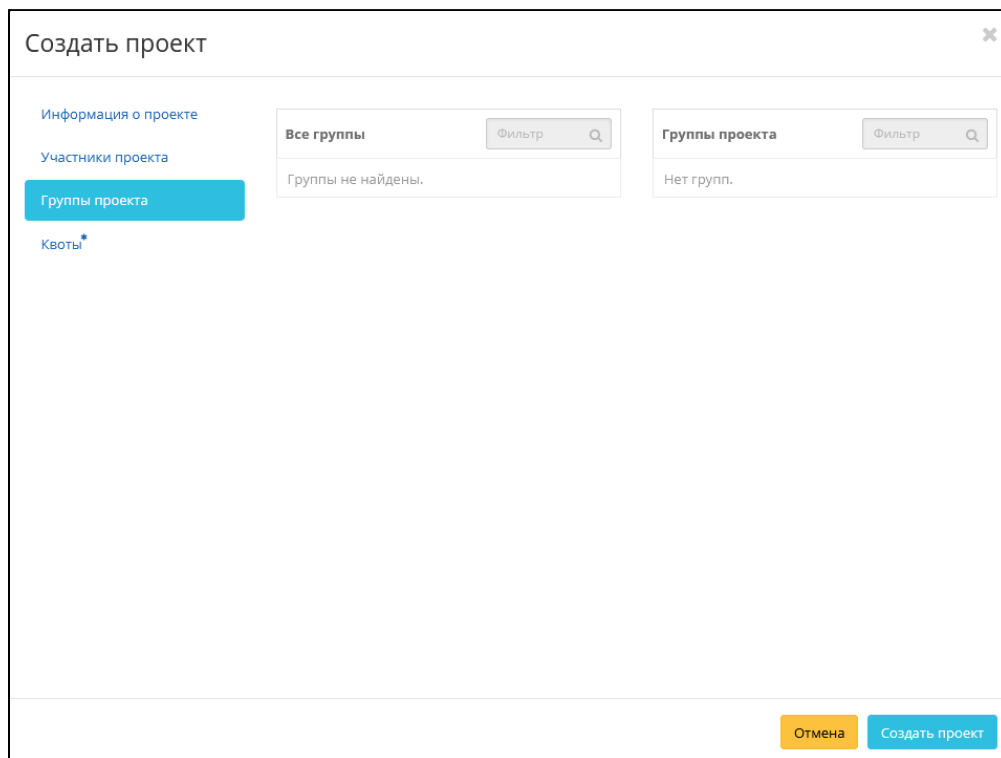 Создать проект
Информация о проекте
Участники проекта
Группы проекта
Квоты*
Все группы
Фильтр
Группы не найдены.
Группы проекта
Фильтр
Нет групп.
Отмена
Создать проект